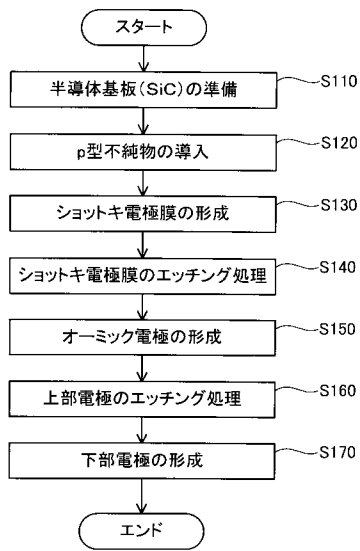 スタート
半導体基板(SiC)の準備
S110
p型不純物の導入
S120
ショットキ電極膜の形成
S130
ショットキ電極膜のエッチング処理
S140
オーミック電極の形成
S150
上部電極のエッチング処理
S160
下部電極の形成
S170
エンド